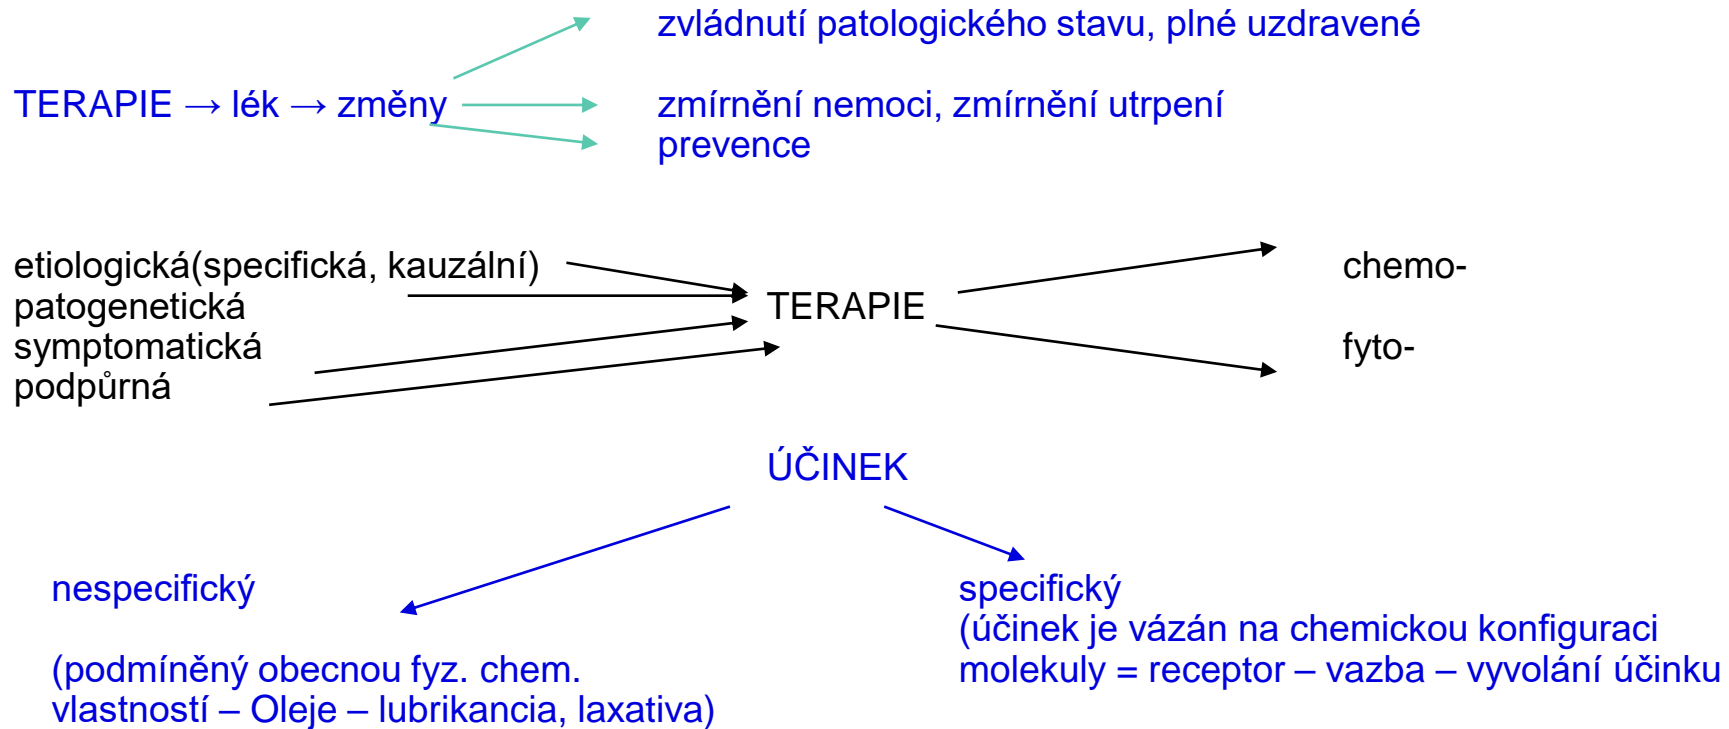 zvládnutí patologického stavu, plné uzdravené
TERAPIE → lék → změny
zmírnění nemoci, zmírnění utrpení
prevence
etiologická(specifická, kauzální)
patogenetická
symptomatická
podpůrná
TERAPIE
chemo-
fyto-
ÚČINEK
nespecifický
(podmíněný obecnou fyz. chem.
vlastností – Oleje – lubrikancia, laxativa)
specifický
(účinek je vázán na chemickou konfiguraci
molekuly = receptor – vazba – vyvolání účinku